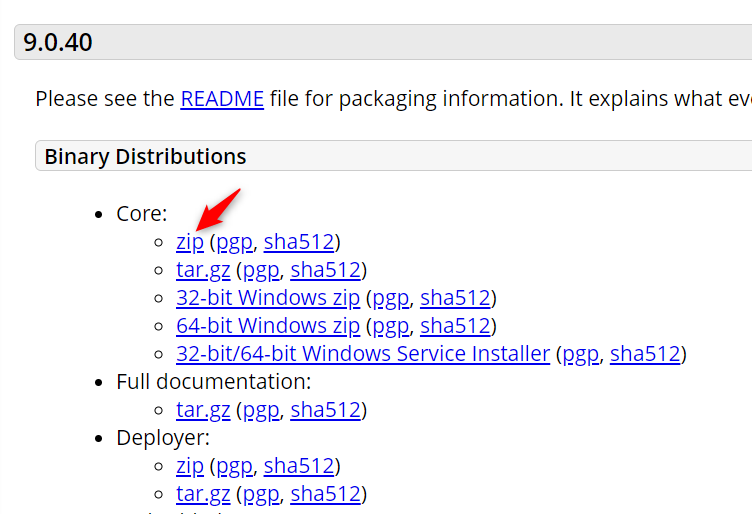 9.0.40
Please see the README file for packaging information. It explains what
Binary Distributions
Core:
zip (pgp, sha512)
tar.gz (pgp, sha512)
32-bit Windows zip (pgp, sha512)
64-bit Windows zip (pgp, sha512)
32-bit/64-bit Windows Service Installer (pgp, sha512)
Full documentation:
tar.gz (pgp, sha512)
Deployer:
zip (pgp, sha512)
tar.gz (pgp, sha512)